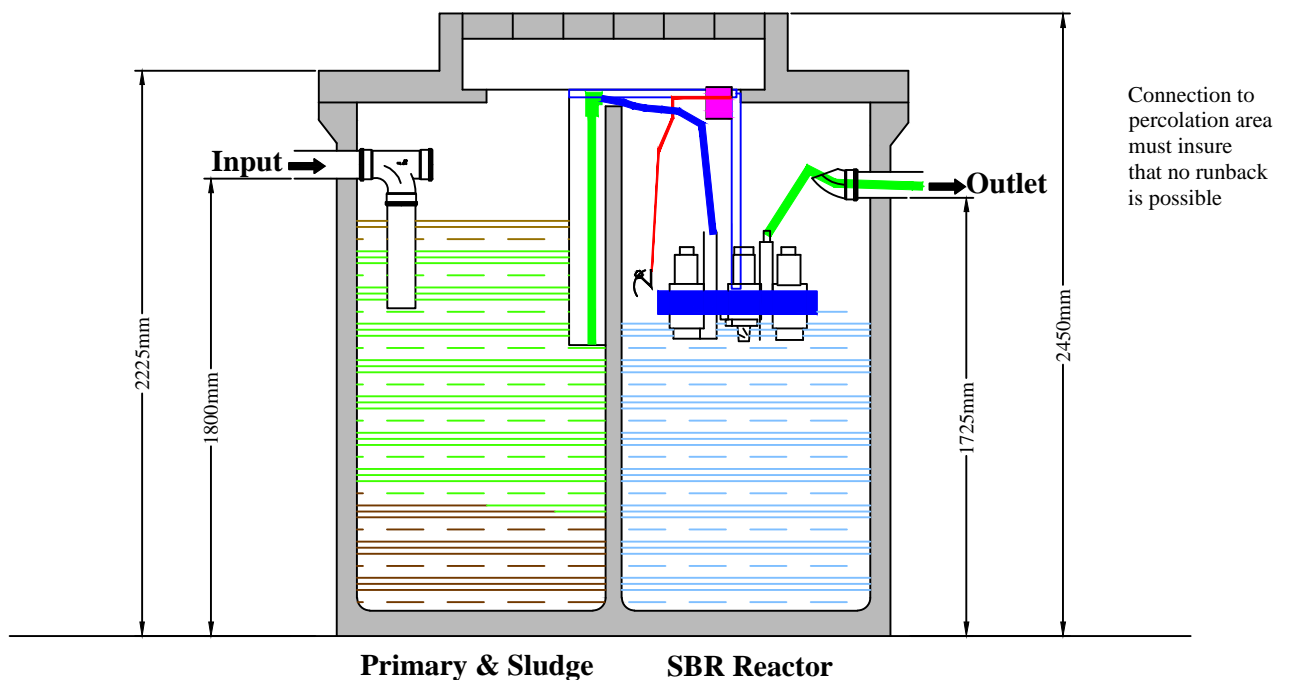 Input
Outlet
Connection to
percolation area
must insure
that no runback
is possible
2225mm
1800mm
1725mm
2450mm
Primary & Sludge
SBR Reactor